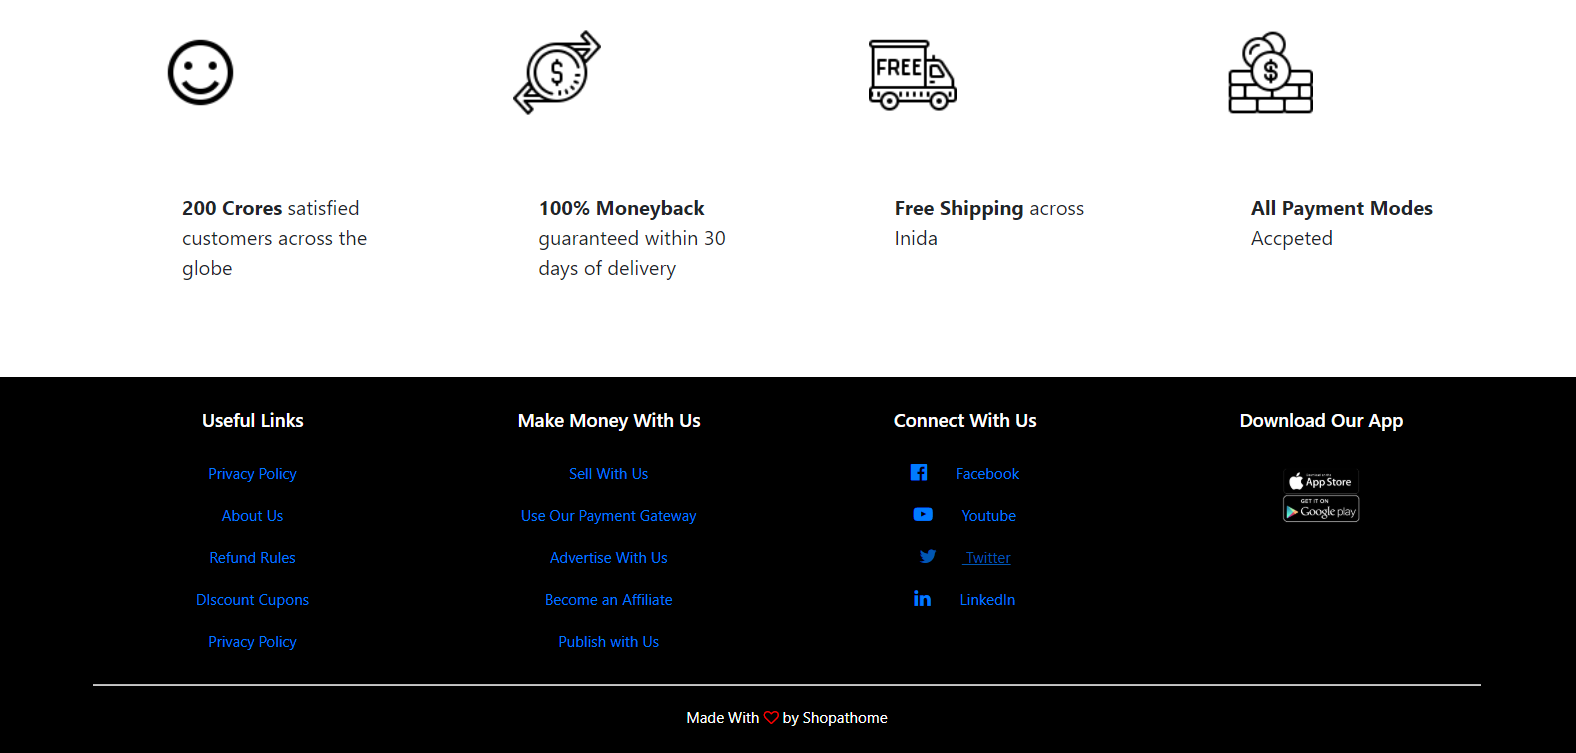 FREE
200 Crores satisfied
customers across the
globe
100% Moneyback
guaranteed within 30
days of delivery
Free Shipping across
Inida
All Payment Modes
Accpeted
Useful Links
Privacy Policy
About Us
Refund Rules
DIscount Cupons
Privacy Policy
Make Money With Us
Sell With Us
Use Our Payment Gateway
Advertise With Us
Become an Affiliate
Publish with Us
Connect With Us
Facebook
Youtube
Twitter
LinkedIn
Download Our App
App Store
GET IT ON
Google play
Made With by Shopathome